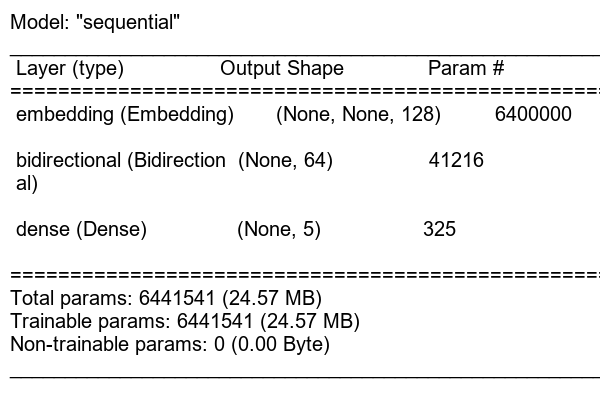 Model: "sequential"
Layer (type) Output Shape Param #
embedding (Embedding) (None, None, 128) 6400000
bidirectional (Bidirection (None, 64) 41216
al)
dense (Dense) (None, 5) 325
Total params: 6441541 (24.57 MB)
Trainable params: 6441541 (24.57 MB)
Non-trainable params: 0 (0.00 Byte)